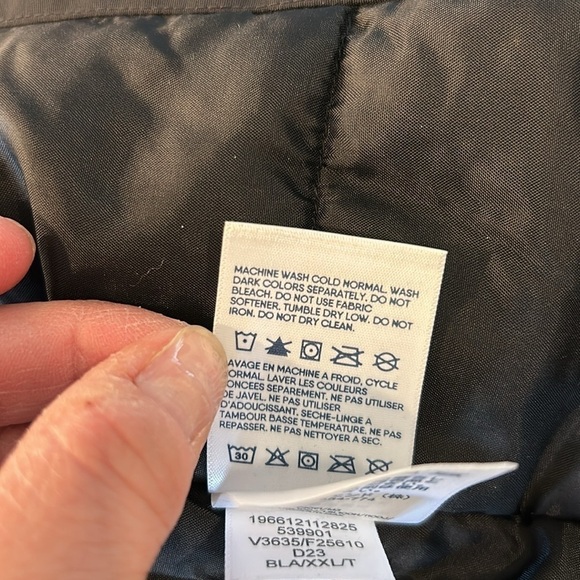 MACHINE WASH COLD NORMAL. WASH
DARK COLORS SEPARATELY. DO NOT
BLEACH. DO NOT USE FABRIC
SOFTENER. TUMBLE DRY LOW. DO NOT
IRON. DO NOT DRY CLEAN.
AVAGE EN MACHINE A FROID, CYCLE
ORMAL. LAVER LES COULEURS
ONCEES SEPAREMENT. NE PAS UTILISER
DE JAVEL. NE PAS UTILISER
D'ADOUCISSANT. SECHE-LINGE A
TAMBOUR BASSE TEMPERATURE. NE PAS
REPASSER. NE PAS NETTOYER A SEC.
30
196612112825
539901
V3635/F25610
D23
BLA/XXL/T